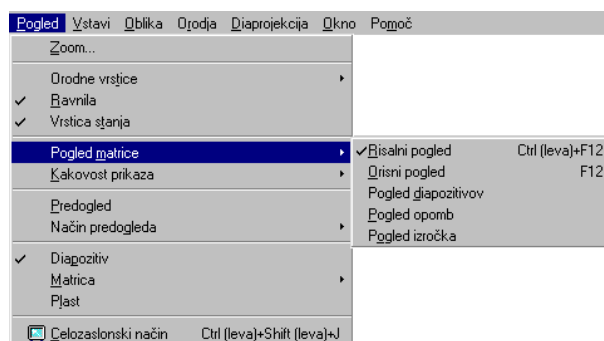 Pogled Vstavi Oblika Orodja Diaprojekcija Okno Pomoč
Zoom...
Orodne vrstice
Ravnila
Vrstica stanja
Pogled matrice
Kakovost prikaza
Predogled
Način predogleda
Diapozitiv
Matrica
Plast
Celozaslonski način Ctrl (leva)+Shift (leva)+J
Risalni pogled Ctrl (leva)+F12
Orisni pogled F12
Pogled diapozitivov
Pogled opomb
Pogled izročka